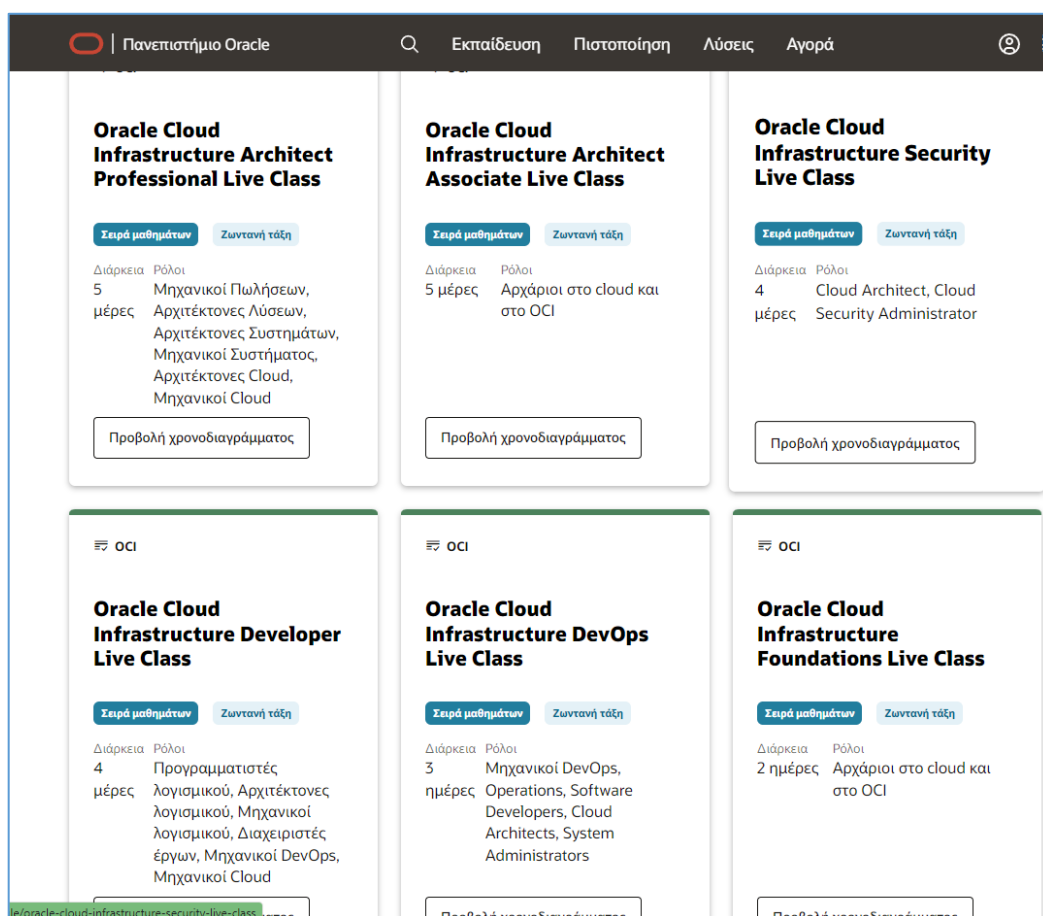 Πανεπιστήμιο Oracle
Εκπαίδευση
Πιστοποίηση
Λύσεις
Αγορά
Oracle Cloud
Infrastructure Architect
Professional Live Class
Σειρά μαθημάτων
Ζωντανή τάξη
Διάρκεια
5
μέρες
Ρόλοι
Μηχανικοί Πωλήσεων,
Αρχιτέκτονες Λύσεων,
Αρχιτέκτονες Συστημάτων,
Μηχανικοί Συστήματος,
Αρχιτέκτονες Cloud,
Μηχανικοί Cloud
Προβολή χρονοδιαγράμματος
Oracle Cloud
Infrastructure Architect
Associate Live Class
Σειρά μαθημάτων
Ζωντανή τάξη
Διάρκεια
5 μέρες
Ρόλοι
Αρχάριοι στο cloud και
στο OCI
Προβολή χρονοδιαγράμματος
Oracle Cloud
Infrastructure Security
Live Class
Σειρά μαθημάτων
Ζωντανή τάξη
Διάρκεια
4
μέρες
Ρόλοι
Cloud Architect, Cloud
Security Administrator
Προβολή χρονοδιαγράμματος
OCI
Oracle Cloud
Infrastructure Developer
Live Class
Σειρά μαθημάτων
Ζωντανή τάξη
Διάρκεια
4
μέρες
Ρόλοι
Προγραμματιστές
λογισμικού, Αρχιτέκτονες
λογισμικού, Μηχανικοί
λογισμικού, Διαχειριστές
έργων, Μηχανικοί DevOps,
Μηχανικοί Cloud
OCI
Oracle Cloud
Infrastructure DevOps
Live Class
Σειρά μαθημάτων
Ζωντανή τάξη
Διάρκεια
3
ημέρες
Ρόλοι
Μηχανικοί DevOps,
Operations, Software
Developers, Cloud
Architects, System
Administrators
Προβολή χρονοδιαγράμματος
OCI
Oracle Cloud
Infrastructure
Foundations Live Class
Σειρά μαθημάτων
Ζωντανή τάξη
Διάρκεια
2 ημέρες
Ρόλοι
Αρχάριοι στο cloud και
στο OCI
Προβολή χρονοδιαγράμματος
le/oracle-cloud-infrastructure-security-live-class